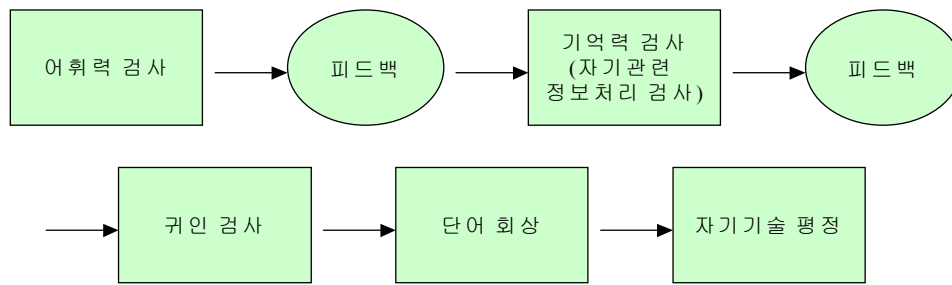 어휘력 검사
피드백
기억력 검사
(자기관련
정보처리 검사)
피드백
귀인 검사
단어 회상
자기기술 평정